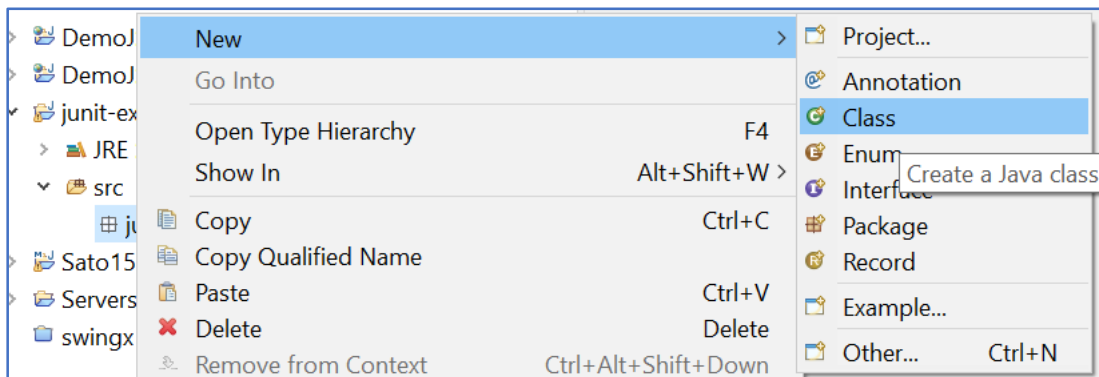 DemoJ
DemoJ
junit-ex
JRE
src
Sato15
Servers
swingx
New
Go Into
Open Type Hierarchy F4
Show In Alt+Shift+W >
Copy Ctrl+C
Copy Qualified Name
Paste Ctrl+V
Delete Delete
Remove from Context Ctrl+Alt+Shift+Down
Project...
Annotation
Class
Enum
Create a Java class
Interface
Package
Record
Example...
Other... Ctrl+N